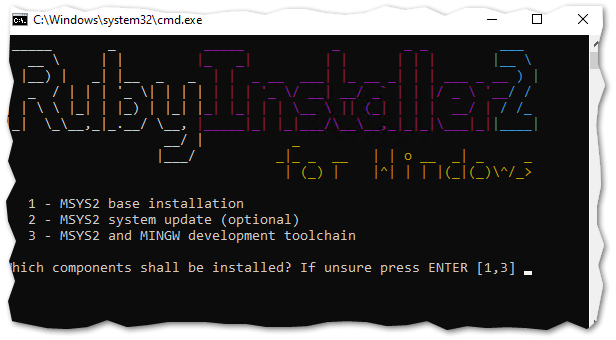 C:\Windows\system32\cmd.exe
RubyInstaller2
for Windows
1 - MSYS2 base installation
2 - MSYS2 system update (optional)
3 - MSYS2 and MINGW development toolchain
hich components shall be installed? If unsure press ENTER [1,3]